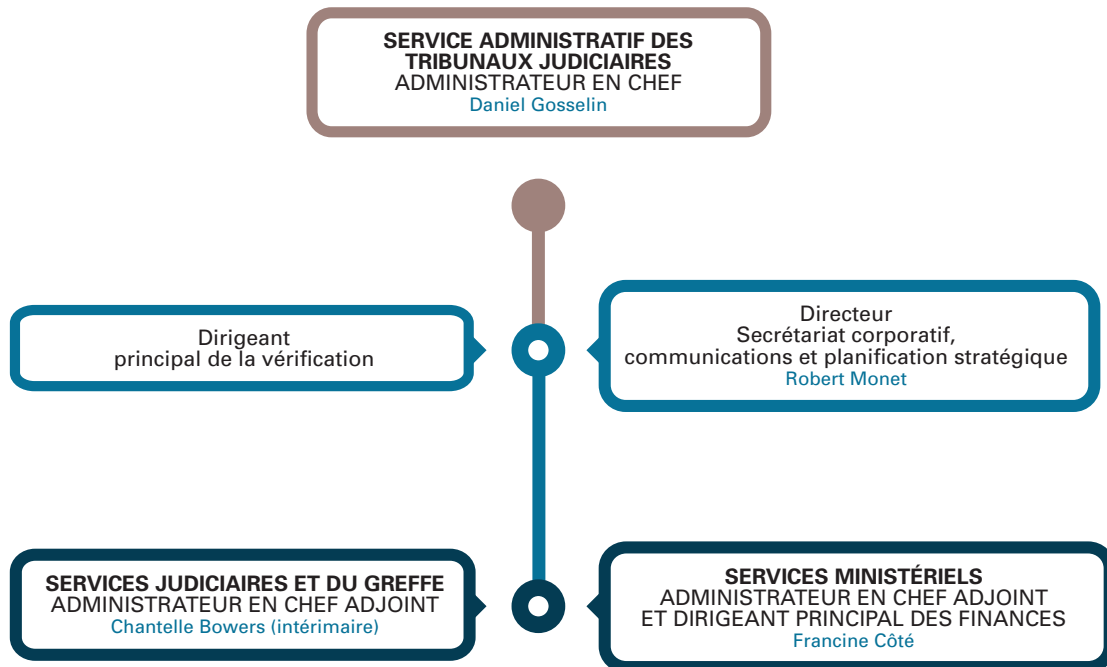 SERVICE ADMINISTRATIF DES
TRIBUNAUX JUDICIAIRES
ADMINISTRATEUR EN CHEF
Daniel Gosselin
Dirigeant
principal de la vérification
Directeur
Secrétariat corporatif,
communications et planification stratégique
Robert Monet
SERVICES JUDICIAIRES ET DU GREFFE
ADMINISTRATEUR EN CHEF ADJOINT
Chantelle Bowers (intérimaire)
SERVICES MINISTÉRIELS
ADMINISTRATEUR EN CHEF ADJOINT
ET DIRIGEANT PRINCIPAL DES FINANCES
Francine Côté